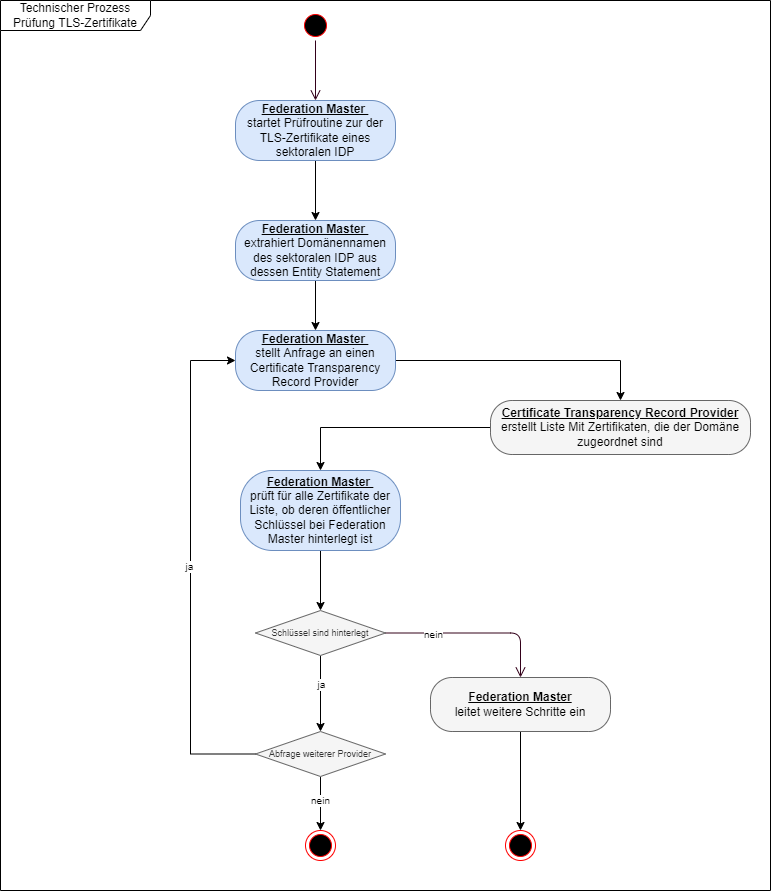 Technischer Prozess
Prüfung TLS-Zertifikate
Federation Master
startet Prüfroutine zur der
TLS-Zertifikate eines
sektoralen IDP
Federation Master
extrahiert Domänennamen
des sektoralen IDP aus
dessen Entity Statement
Federation Master
stellt Anfrage an einen
Certificate Transparency
Record Provider
Certificate Transparency Record Provider
erstellt Liste Mit Zertifikaten, die der Domäne
zugeordnet sind
Federation Master
prüft für alle Zertifikate der
Liste, ob deren öffentlicher
Schlüssel bei Federation
Master hinterlegt ist
ja
Schlüssel sind hinterlegt
nein
ja
Federation Master
leitet weitere Schritte ein
Abfrage weiterer Provider
nein